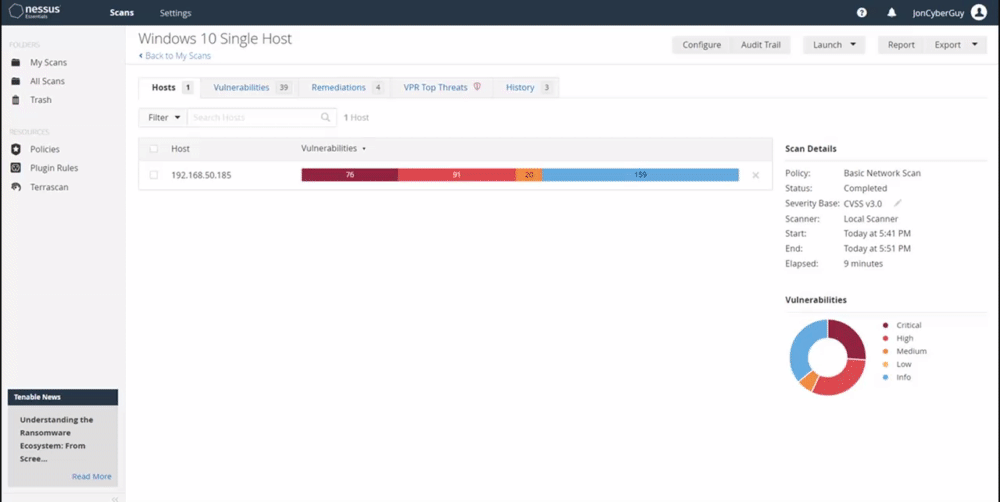 nessus
Essentials
Scans
Settings
JonCyberGuy
FOLDERS
My Scans
All Scans
Trash
RESOURCES
Policies
Plugin Rules
Terrascan
Tenable News
Understanding the
Ransomware
Ecosystem: From
Scree...
Read More
Windows 10 Single Host
Back to My Scans
Configure
Audit Trail
Launch
Report
Export
Hosts 1
Vulnerabilities 39
Remediations 4
VPR Top Threats
History 3
Filter
Search Hosts
1 Host
Host
Vulnerabilities
192.168.50.185
76
91
20
159
Scan Details
Policy: Basic Network Scan
Status: Completed
Severity Base: CVSS v3.0
Scanner: Local Scanner
Start: Today at 5:41 PM
End: Today at 5:51 PM
Elapsed: 9 minutes
Vulnerabilities
Critical
High
Medium
Low
Info